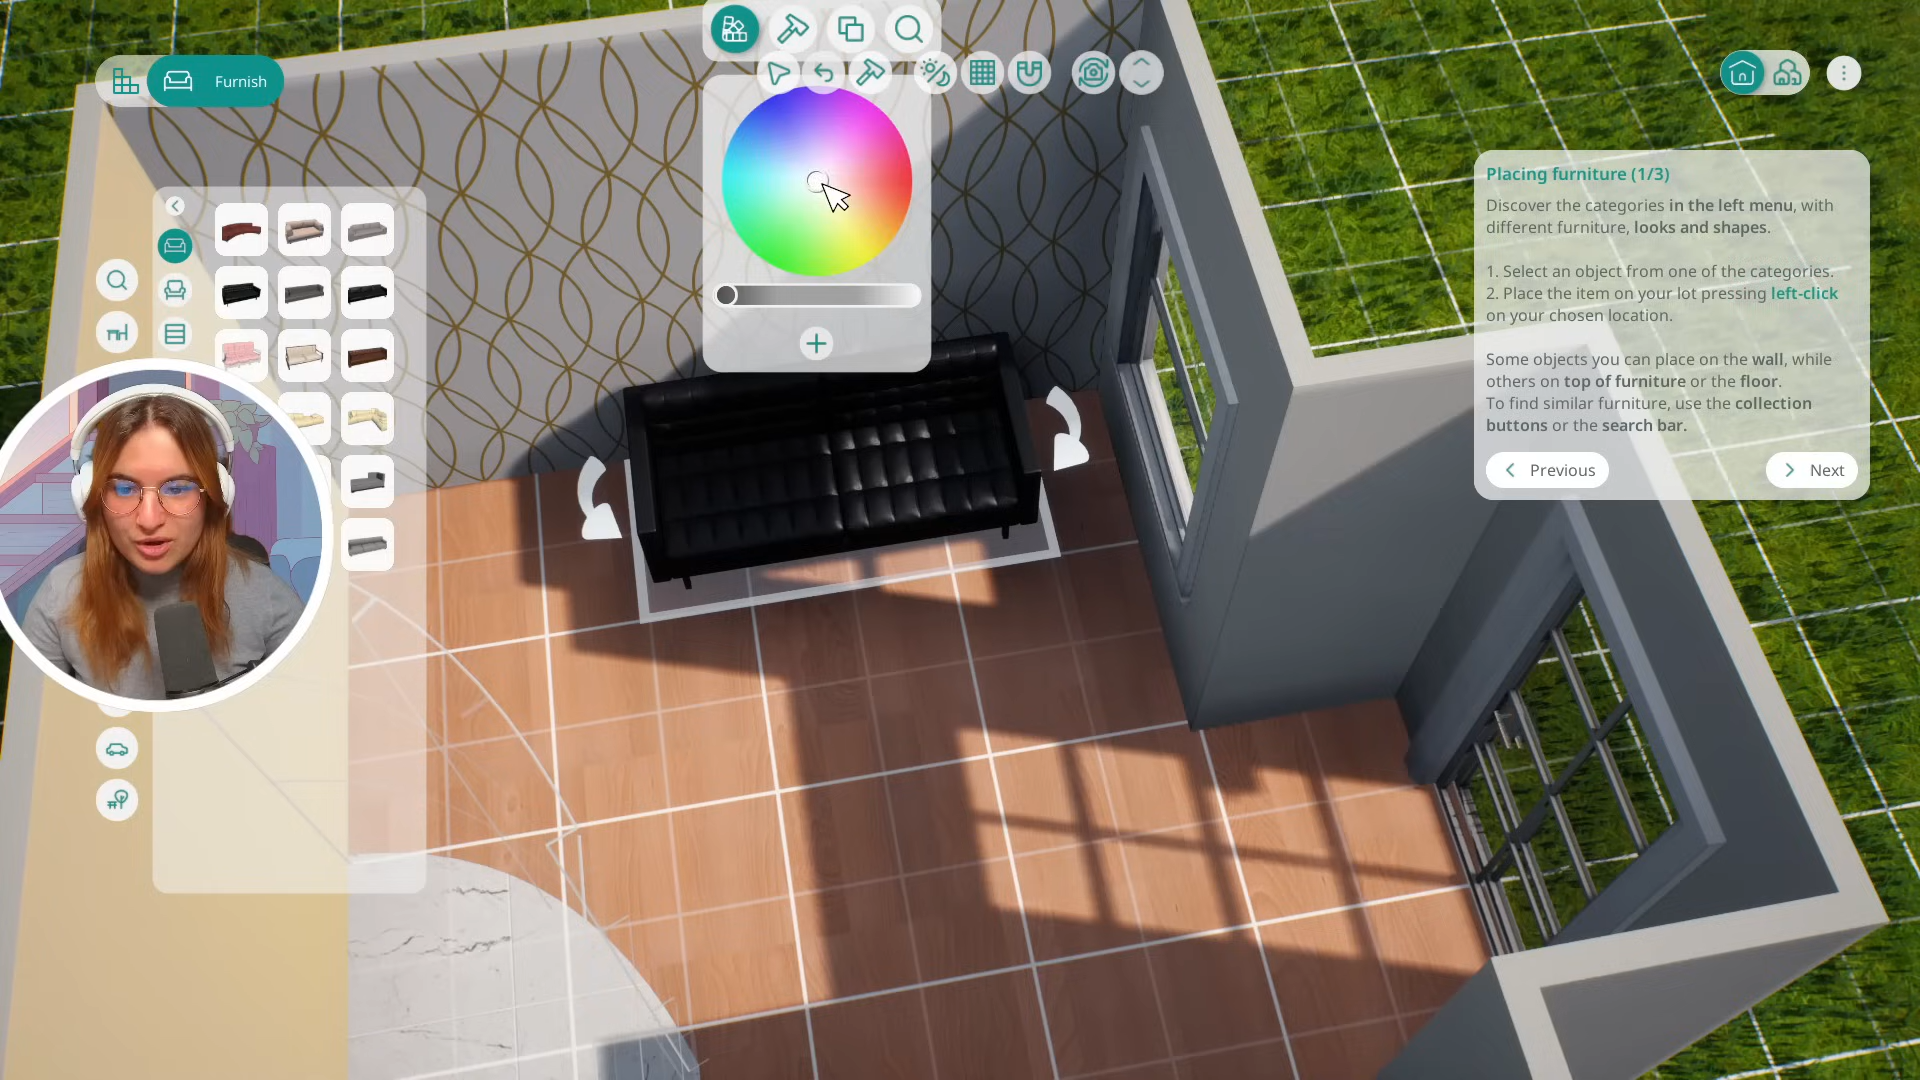 Furnish
Placing furniture (1/3)
Discover the categories in the left menu, with
different furniture, looks and shapes.
1. Select an object from one of the categories.
2. Place the item on your lot pressing left-click
on your chosen location.
Some objects you can place on the wall, while
others on top of furniture or the floor.
To find similar furniture, use the collection
buttons or the search bar.
Previous
Next